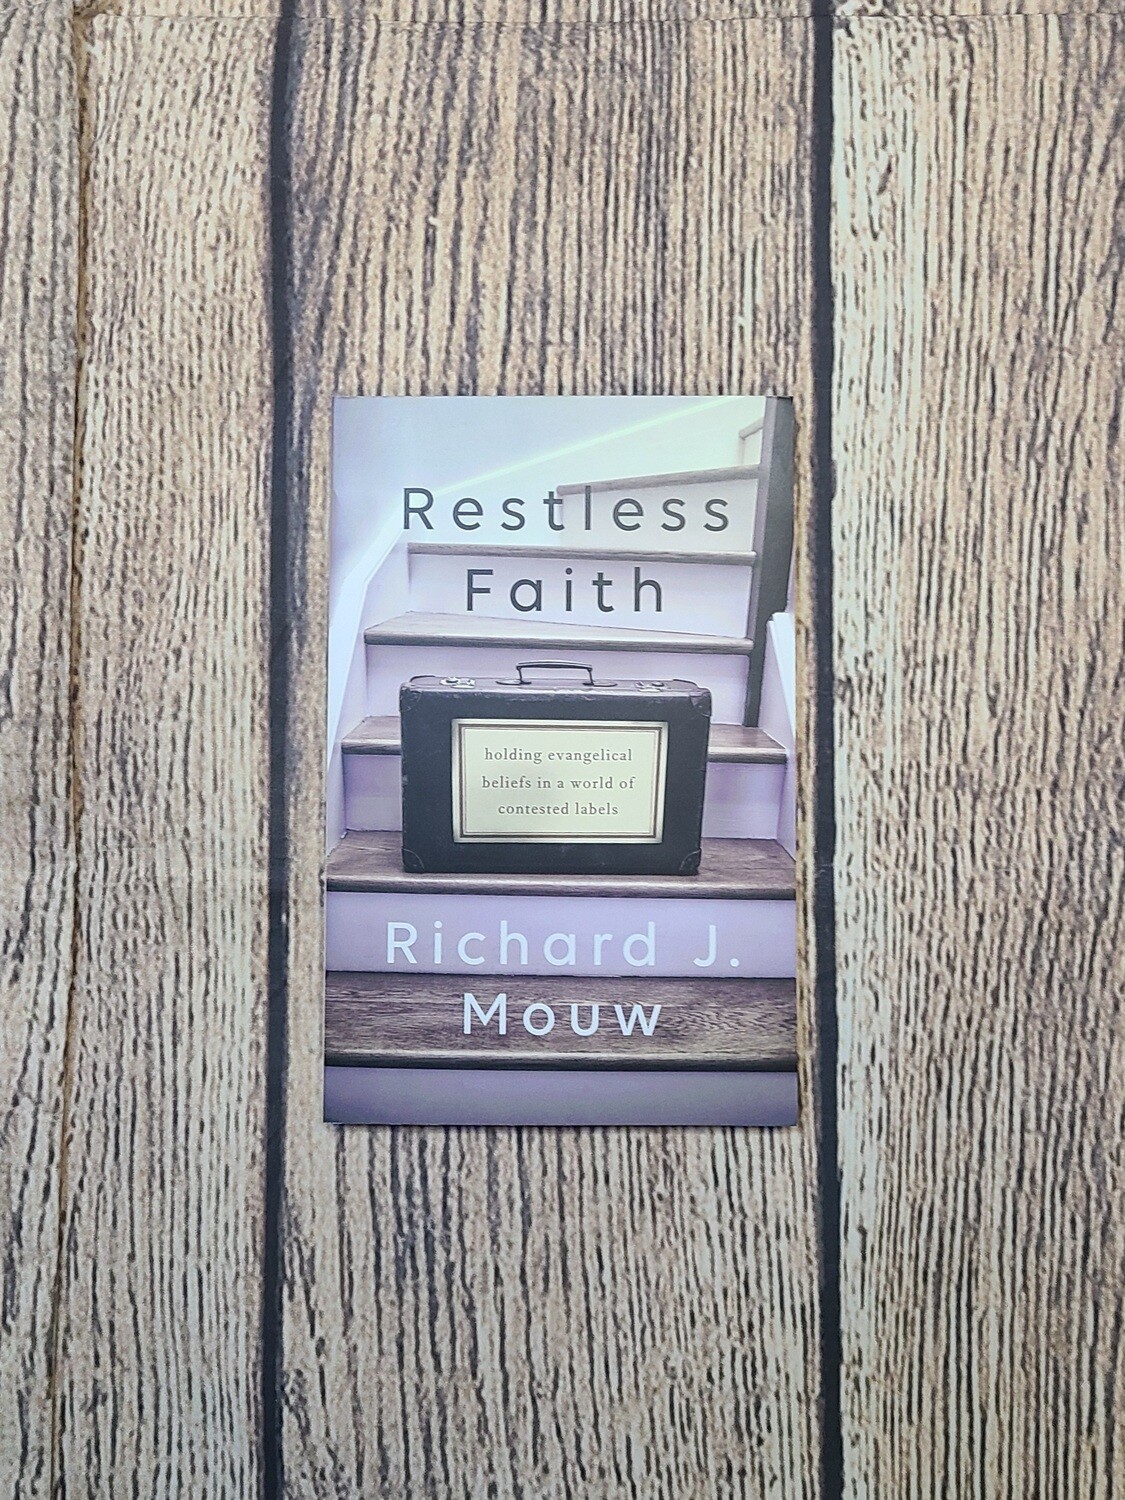 Restless
Faith
holding evangelical
beliefs in a world of
contested labels
Richard J.
Mouw